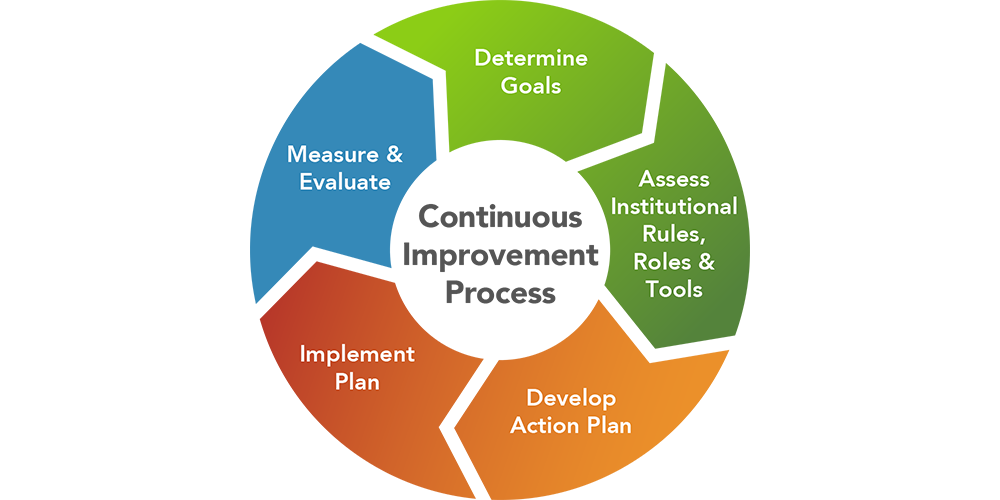 Determine
Goals
Assess
Institutional
Rules,
Roles &
Tools
Develop
Action Plan
Implement
Plan
Measure &
Evaluate
Continuous
Improvement
Process